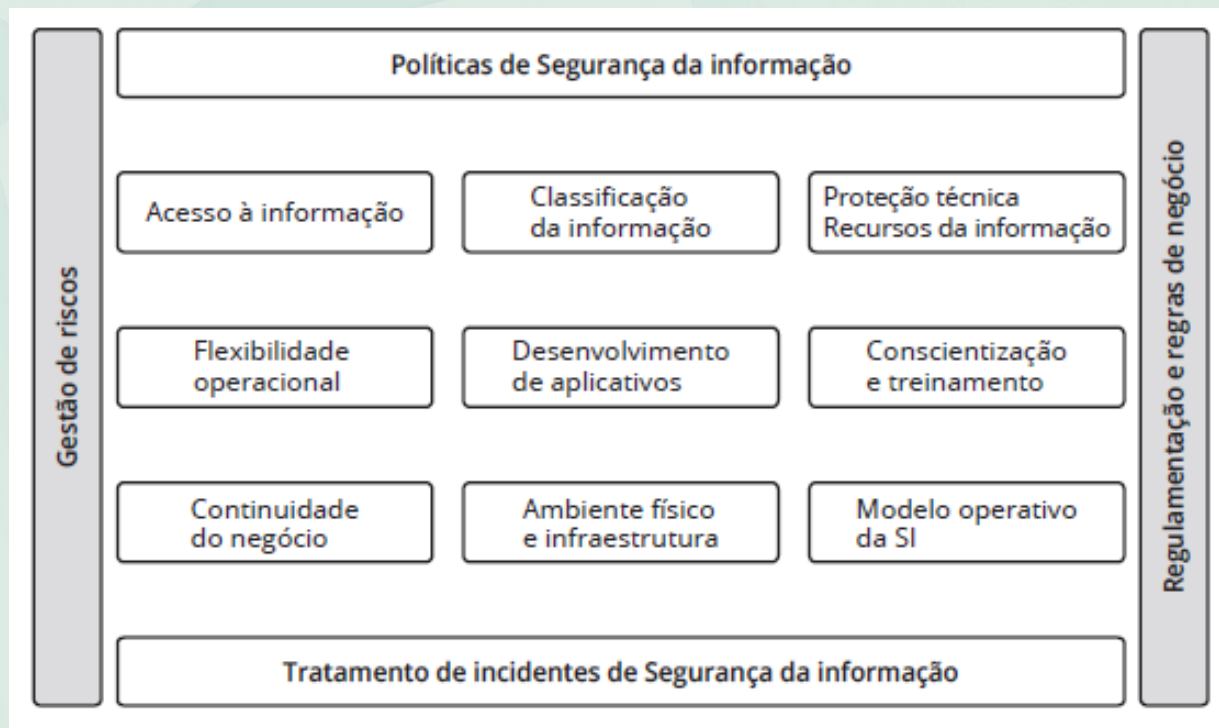 Políticas de Segurança da informação
Gestão de riscos
Regulamentação e regras de negócio
Acesso à informação
Classificação
da informação
Proteção técnica
Recursos da informação
Flexibilidade
operacional
Desenvolvimento
de aplicativos
Conscientização
e treinamento
Continuidade
do negócio
Ambiente físico
e infraestrutura
Modelo operativo
da SI
Tratamento de incidentes de Segurança da informação